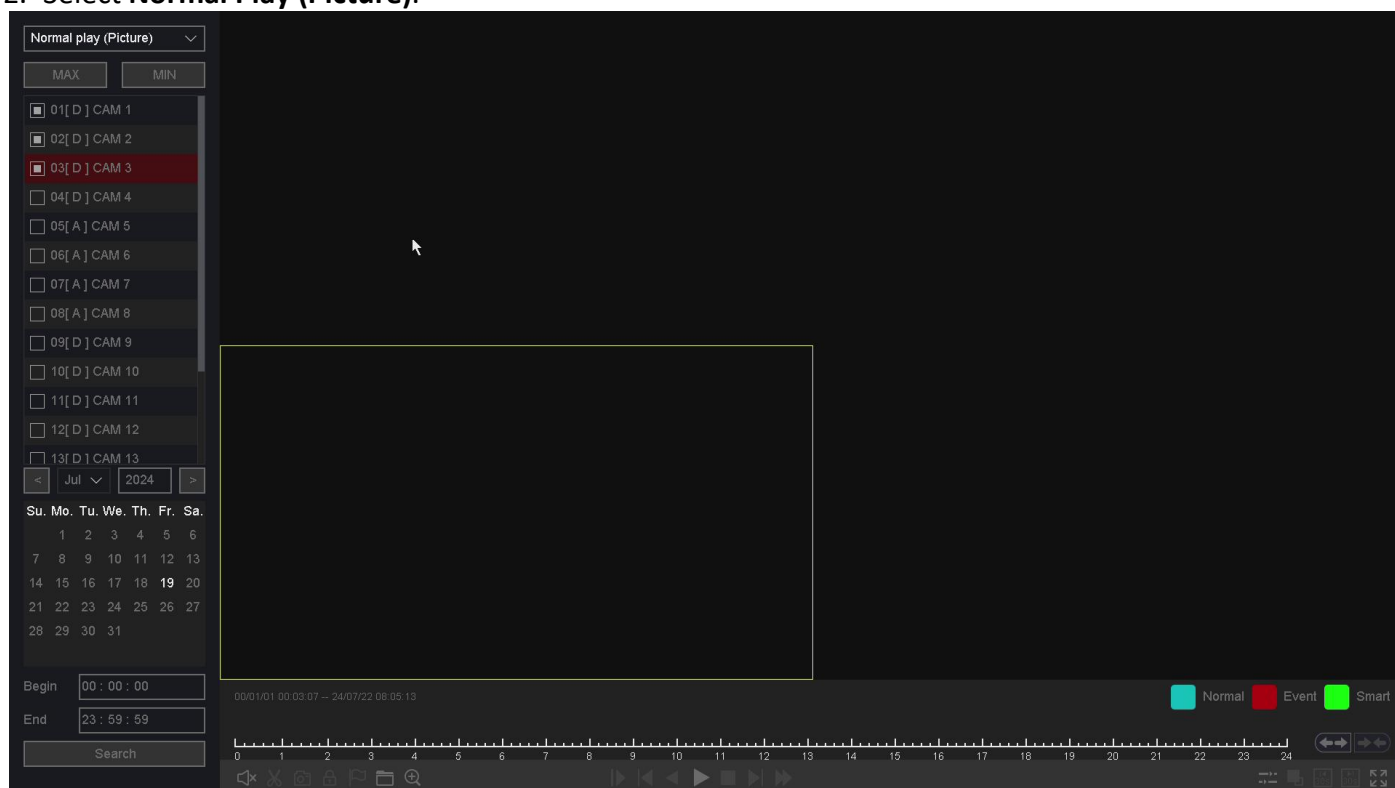 2. Select Normal Play (Picture).
Normal play (Picture)
MAX MIN
01[ D ] CAM 1
02[ D ] CAM 2
03[ D ] CAM 3
04[ D ] CAM 4
05[ A ] CAM 5
06[ A ] CAM 6
07[ A ] CAM 7
08[ A ] CAM 8
09[ D ] CAM 9
10[ D ] CAM 10
11[ D ] CAM 11
12[ D ] CAM 12
13[ D ] CAM 13
< Jul 2024 >
Su. Mo. Tu. We. Th. Fr. Sa.
1 2 3 4 5 6
7 8 9 10 11 12 13
14 15 16 17 18 19 20
21 22 23 24 25 26 27
28 29 30 31
Begin 00 : 00 : 00
End 23 : 59 : 59
Search
00/01/01 00:03:07 -- 24/07/22 08:05:13
Normal Event Smart
0 1 2 3 4 5 6 7 8 9 10 11 12 13 14 15 16 17 18 19 20 21 22 23 24